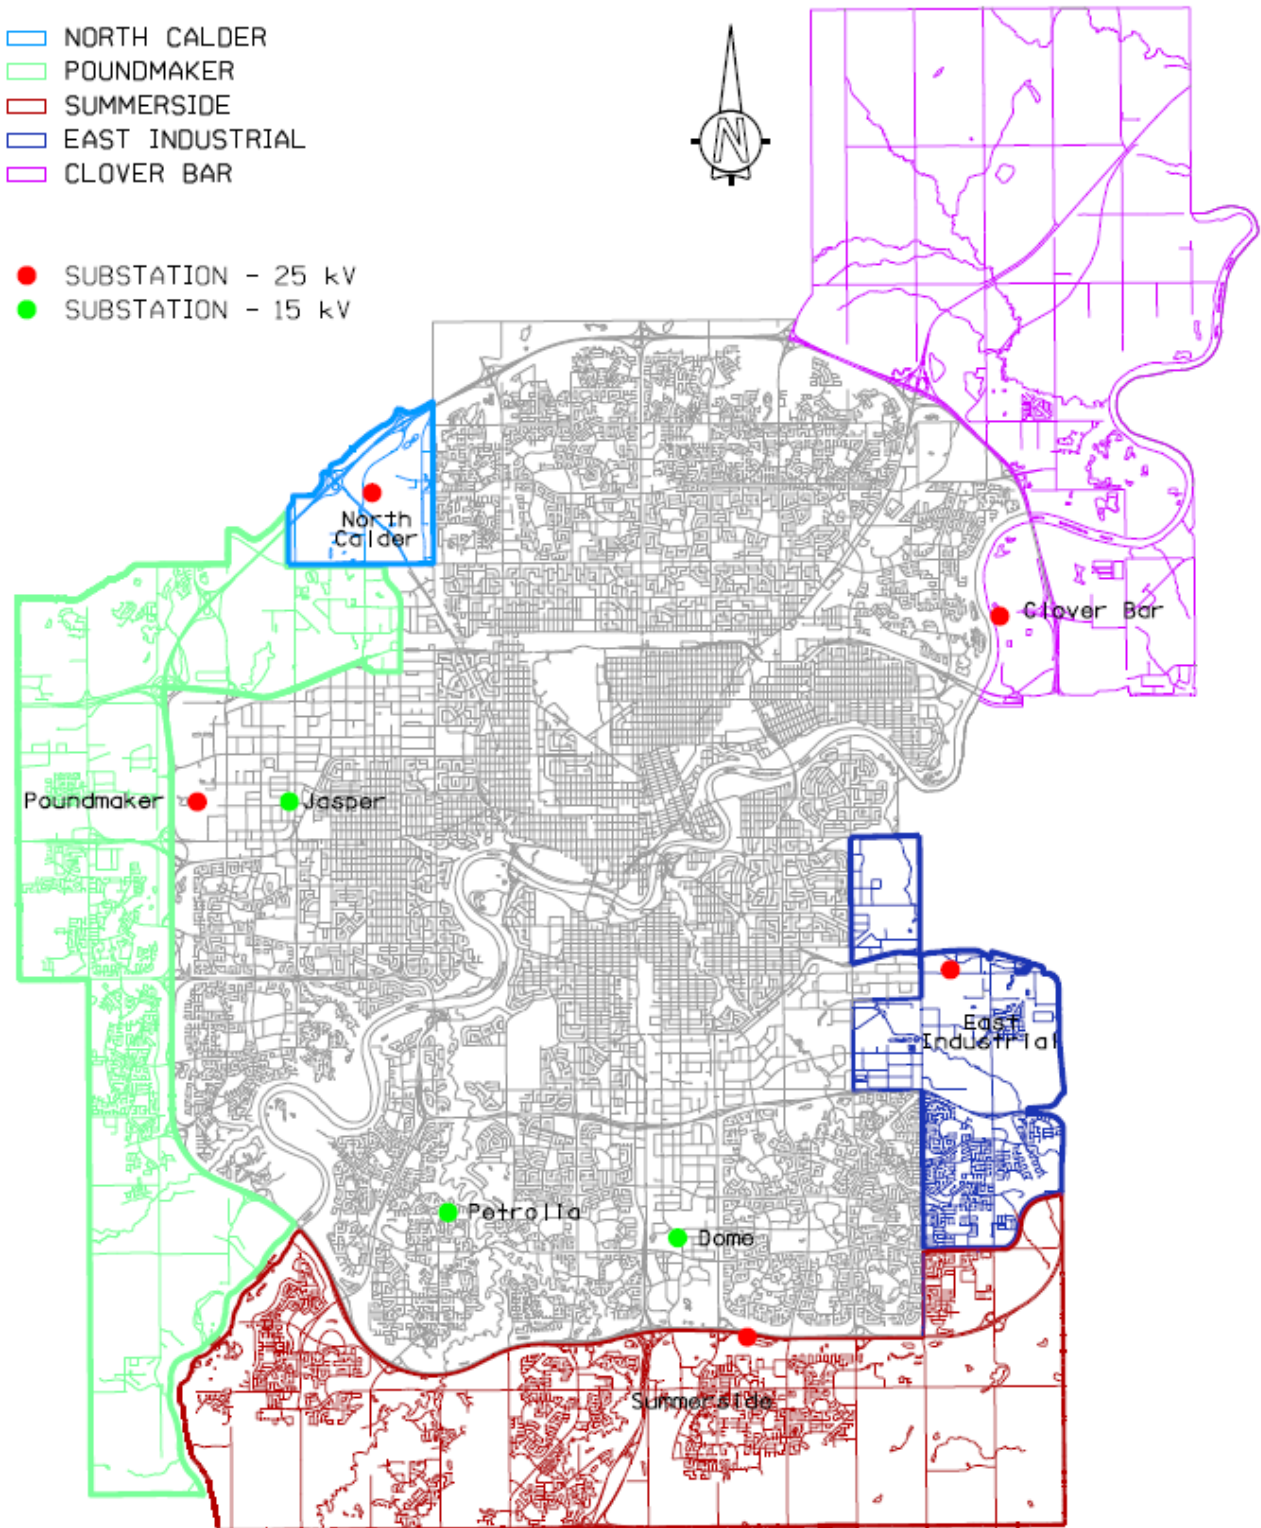 NORTH CALDER
POUNDMAKER
SUMMERSIDE
EAST INDUSTRIAL
CLOVER BAR
N
SUBSTATION - 25 kV
SUBSTATION - 15 kV
North
Calder
Clover Bar
Poundmaker
Jasper
East
Industrial
Petrolia
Dome
Summerside